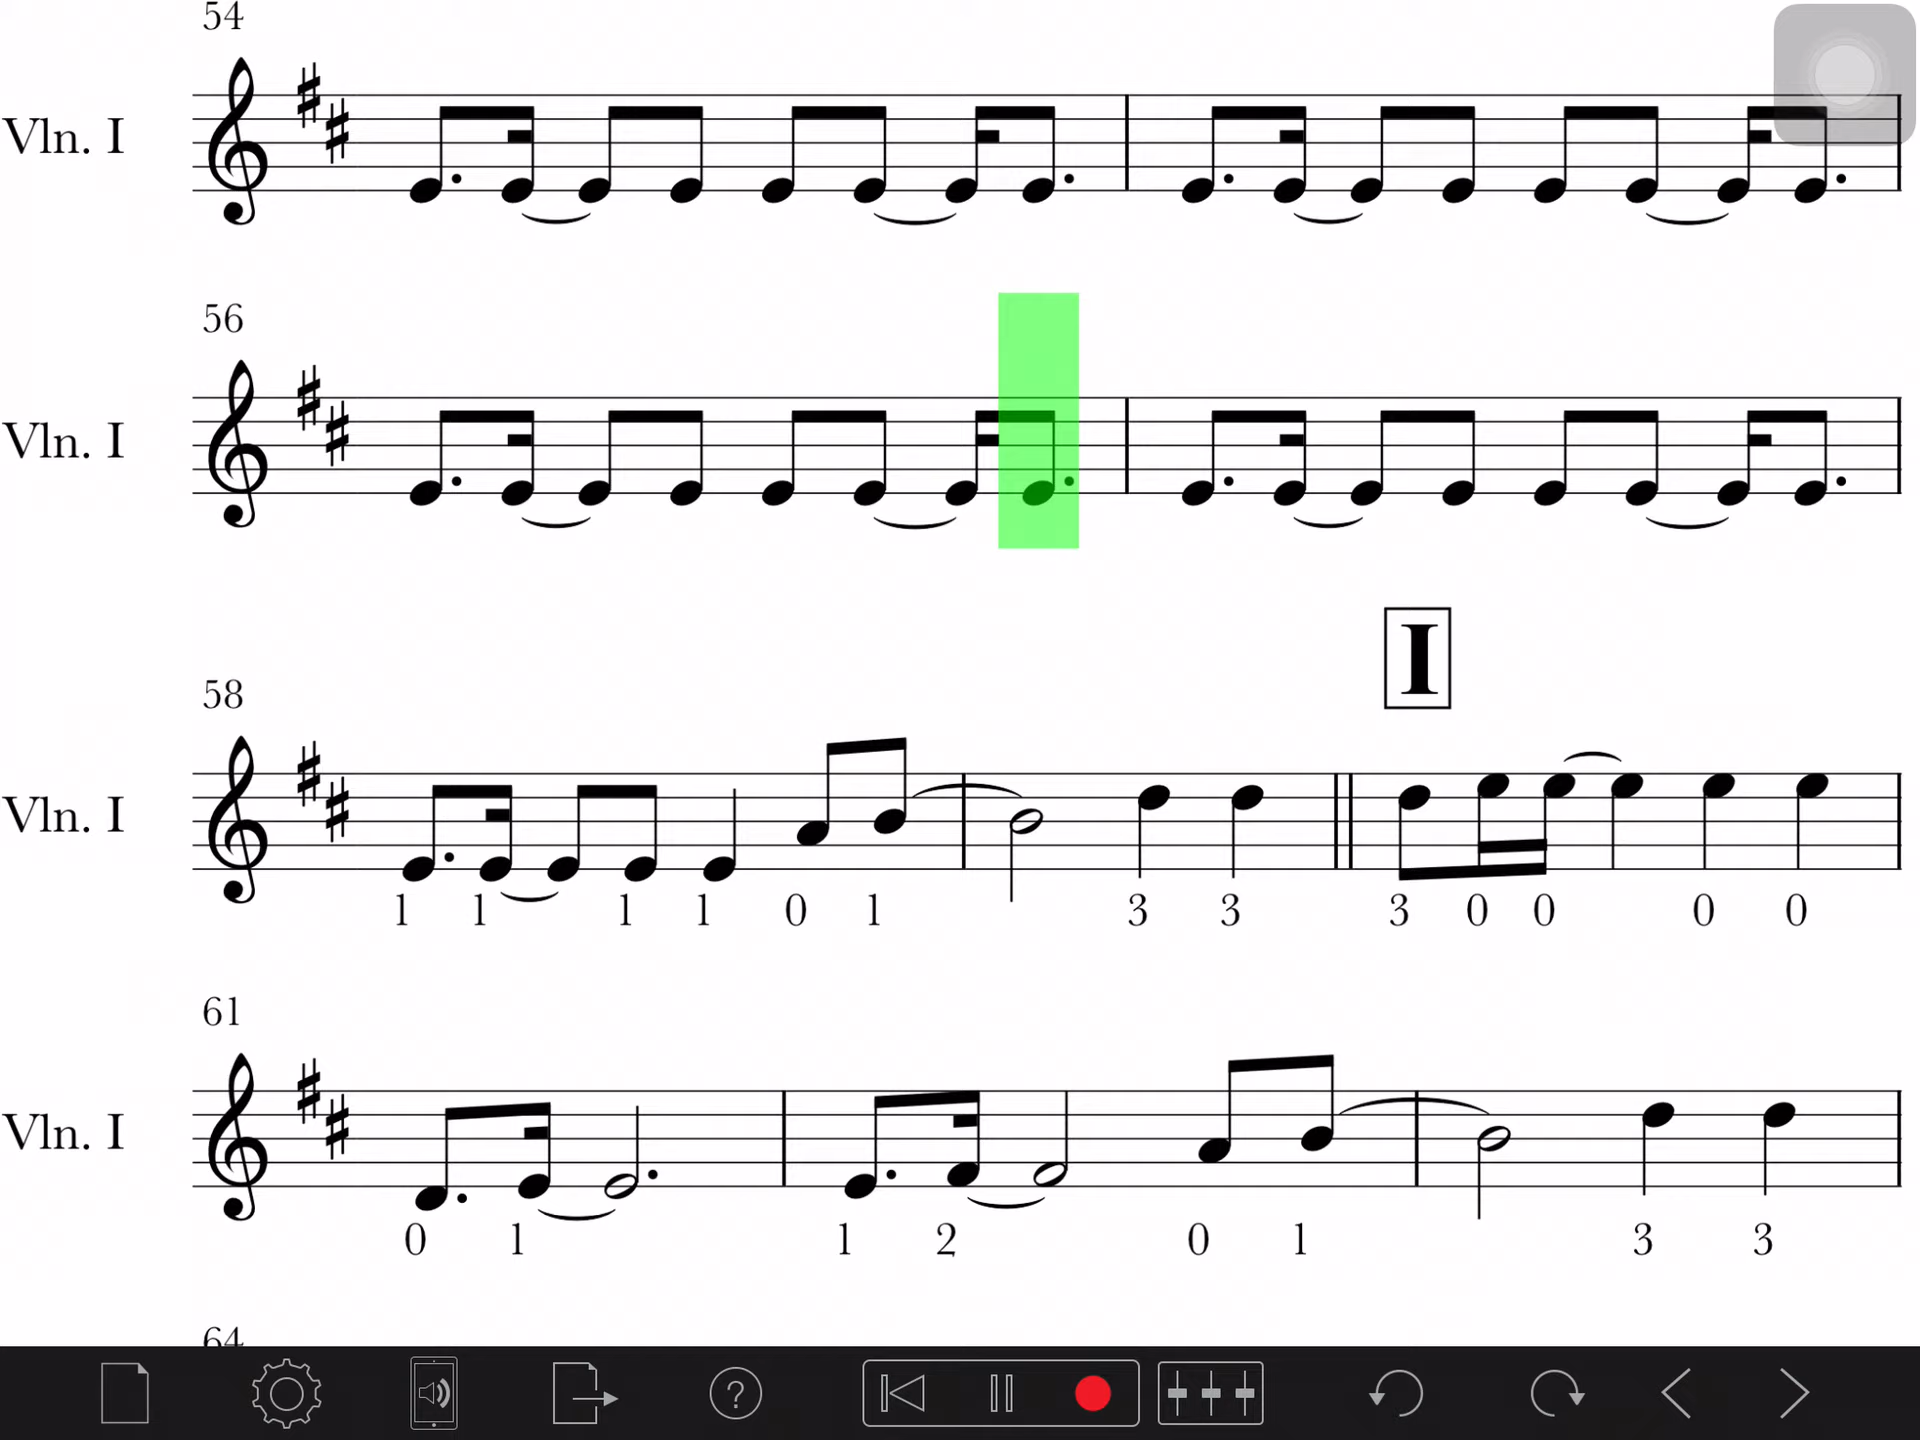 54
Vln. I
56
Vln. I
I
58
Vln. I
1 1 1 1 0 1 3 3 3 0 0 0 0
61
Vln. I
0 1 1 2 0 1 3 3
64
?